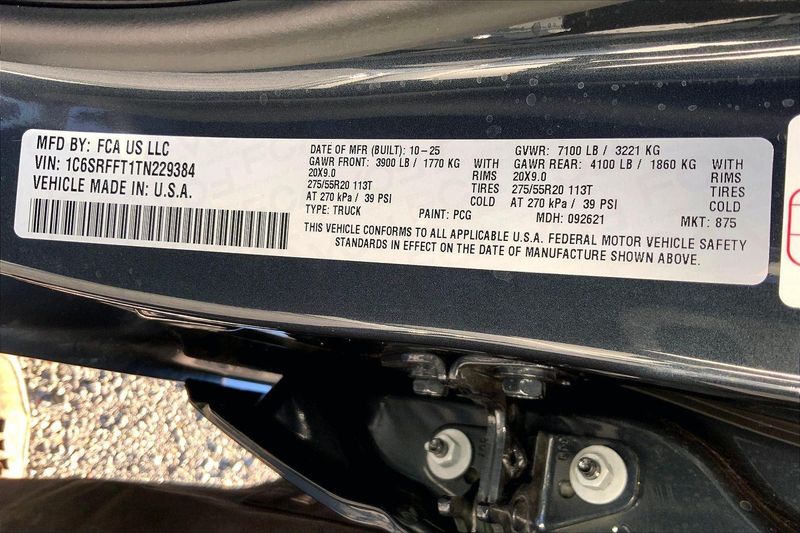 MFD BY: FCA US LLC
VIN: 1C6SRFFT1TN229384
VEHICLE MADE IN: U.S.A.
DATE OF MFR (BUILT): 10-25
GAWR FRONT: 3900 LB / 1770 KG WITH
20X9.0 RIMS
275/55R20 113T TIRES
AT 270 kPa / 39 PSI COLD
TYPE: TRUCK PAINT: PCG
GVWR: 7100 LB / 3221 KG
GAWR REAR: 4100 LB / 1860 KG WITH
20X9.0 RIMS
275/55R20 113T TIRES
AT 270 kPa / 39 PSI COLD
MDH: 092621 MKT: 875
THIS VEHICLE CONFORMS TO ALL APPLICABLE U.S.A. FEDERAL MOTOR VEHICLE SAFETY
STANDARDS IN EFFECT ON THE DATE OF MANUFACTURE SHOWN ABOVE.